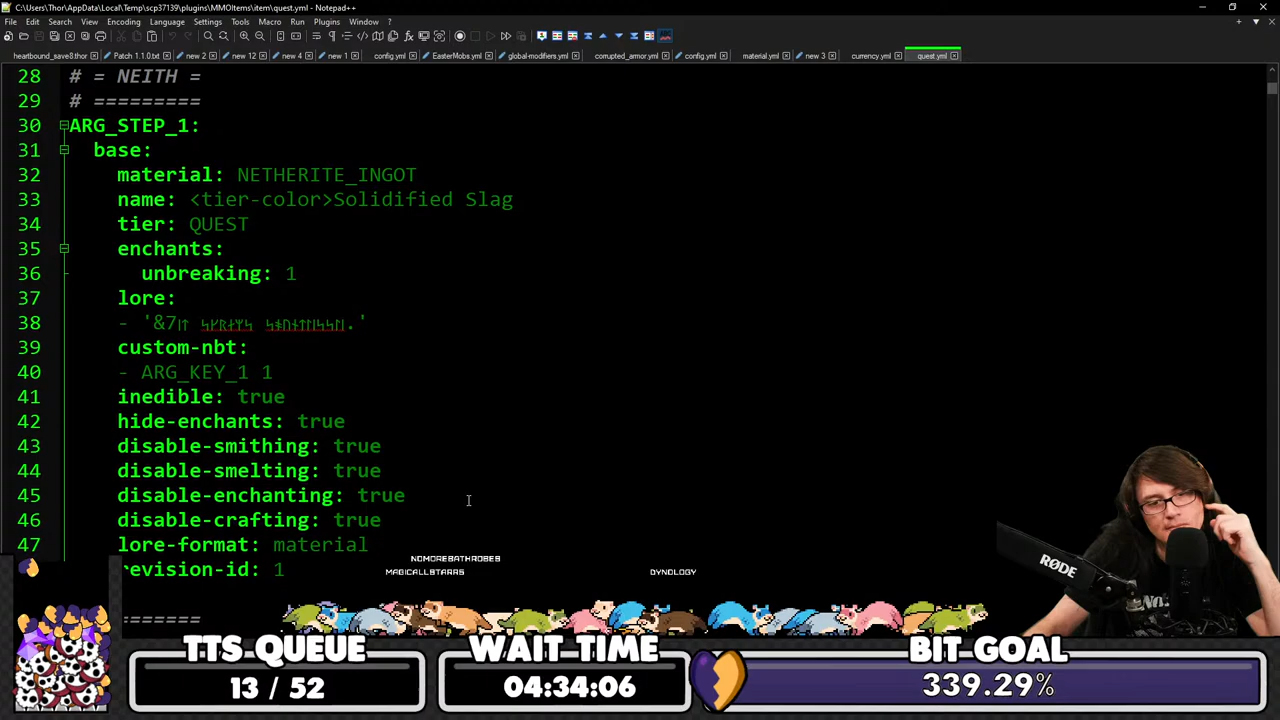 C:\Users\Thor\AppData\Local\Temp\scp37139\plugins\MMOItems\item\quest.yml - Notepad++
File Edit Search View Encoding Language Settings Tools Macro Run Plugins Window ?
heartbound_save8.thor Patch 1.1.0.txt new 2 new 12 new 4 new 1 config.yml EasterMobs.yml global-modifiers.yml corrupted_armor.yml config.yml material.yml new 3 currency.yml quest.yml
28 # = NEITH =
29 # =========
30 ARG_STEP_1:
31 base:
32 material: NETHERITE_INGOT
33 name: <tier-color>Solidified Slag
34 tier: QUEST
35 enchants:
36 unbreaking: 1
37 lore:
38 - '&7
39 custom-nbt:
40 - ARG_KEY_1 1
41 inedible: true
42 hide-enchants: true
43 disable-smithing: true
44 disable-smelting: true
45 disable-enchanting: true
46 disable-crafting: true
47 lore-format: material
revision-id: 1
=======
NOMOREBATHROBES
MAGICALLSTARRS DYNOLOGY
RØDE
TTS QUEUE
13 / 52
WAIT TIME
04:34:06
BIT GOAL
339.29%